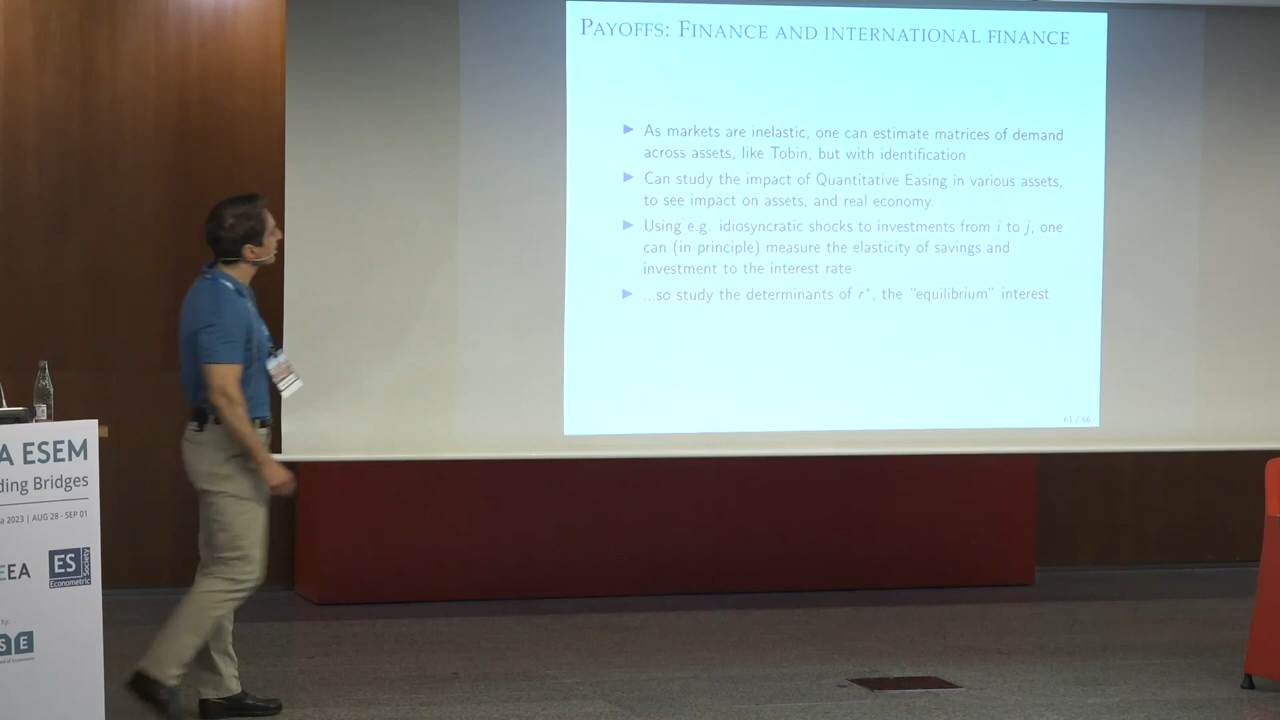 PAYOFFS: FINANCE AND INTERNATIONAL FINANCE
► As markets are inelastic, one can estimate matrices of demand
across assets, like Tobin, but with identification
► Can study the impact of Quantitative Easing in various assets,
to see impact on assets, and real economy.
► Using e.g. idiosyncratic shocks to investments from i to j, one
can (in principle) measure the elasticity of savings and
investment to the interest rate
► ...so study the determinants of r*, the "equilibrium" interest
61 / 66
A ESEM
ding Bridges
a 2023 | AUG 28 - SEP 01
EEA
ES
Econometric
Society
by:
S E